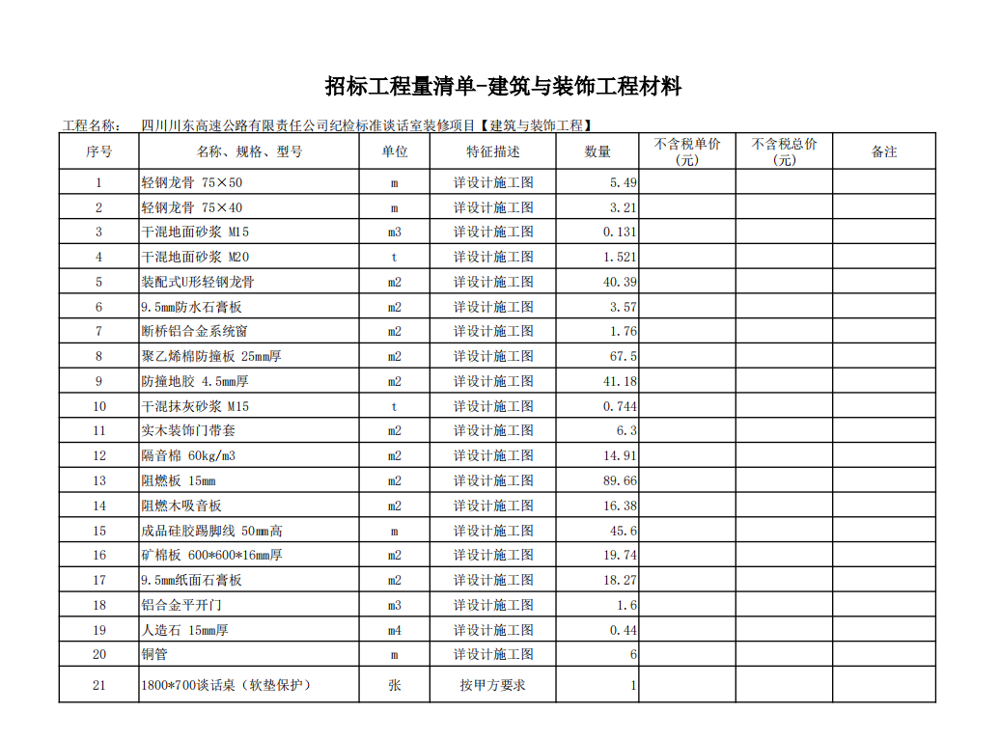 招标工程量清单-建筑与装饰工程材料
工程名称: 四川川东高速公路有限责任公司纪检标准谈话室装修项目【建筑与装饰工程】
序号 名称、规格、型号 单位 特征描述 数量 不含税单价(元) 不含税总价(元) 备注
1 轻钢龙骨 75×50 m 详设计施工图 5.49
2 轻钢龙骨 75×40 m 详设计施工图 3.21
3 干混地面砂浆 M15 m3 详设计施工图 0.131
4 干混地面砂浆 M20 t 详设计施工图 1.521
5 装配式U形轻钢龙骨 m2 详设计施工图 40.39
6 9.5mm防水石膏板 m2 详设计施工图 3.57
7 断桥铝合金系统窗 m2 详设计施工图 1.76
8 聚乙烯棉防撞板 25mm厚 m2 详设计施工图 67.5
9 防撞地胶 4.5mm厚 m2 详设计施工图 41.18
10 干混抹灰砂浆 M15 t 详设计施工图 0.744
11 实木装饰门带套 m2 详设计施工图 6.3
12 隔音棉 60kg/m3 m2 详设计施工图 14.91
13 阻燃板 15mm m2 详设计施工图 89.66
14 阻燃木吸音板 m2 详设计施工图 16.38
15 成品硅胶踢脚线 50mm高 m 详设计施工图 45.6
16 矿棉板 600*600*16mm厚 m2 详设计施工图 19.74
17 9.5mm纸面石膏板 m2 详设计施工图 18.27
18 铝合金平开门 m3 详设计施工图 1.6
19 人造石 15mm厚 m4 详设计施工图 0.44
20 铜管 m 详设计施工图 6
21 1800*700谈话桌（软垫保护） 张 按甲方要求 1